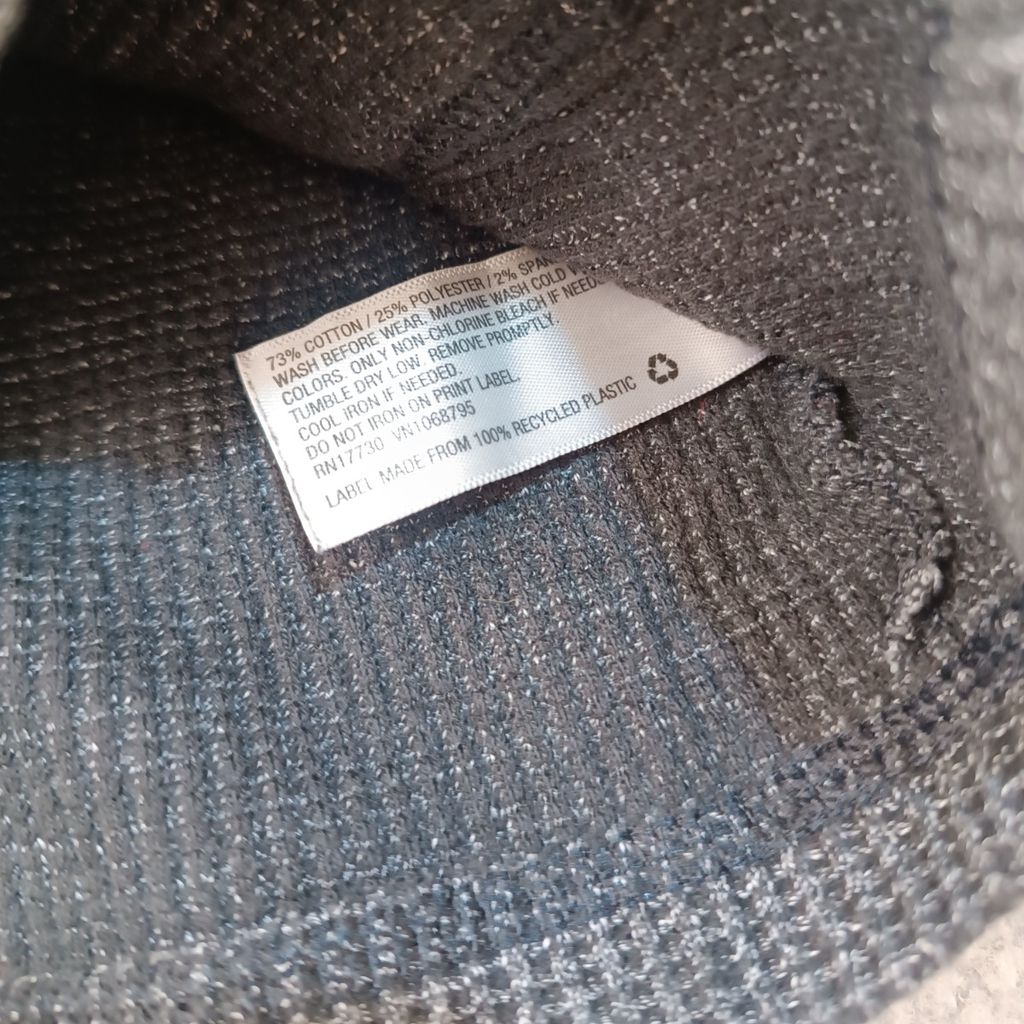 73% COTTON / 25% POLYESTER / 2% SPAN
WASH BEFORE WEAR. MACHINE WASH COLD W
COLORS. ONLY NON-CHLORINE BLEACH IF NEED
TUMBLE DRY LOW. REMOVE PROMPTLY.
COOL IRON IF NEEDED.
DO NOT IRON ON PRINT LABEL.
RN17730 VN1068795
LABEL MADE FROM 100% RECYCLED PLASTIC